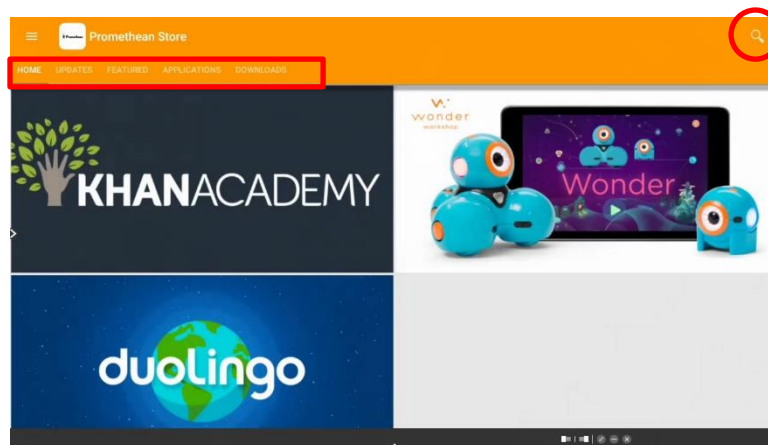 Promethean Store
HOME UPDATES FEATURED APPLICATIONS DOWNLOADS
KHANACADEMY
wonder
workshop
Wonder
duolingo